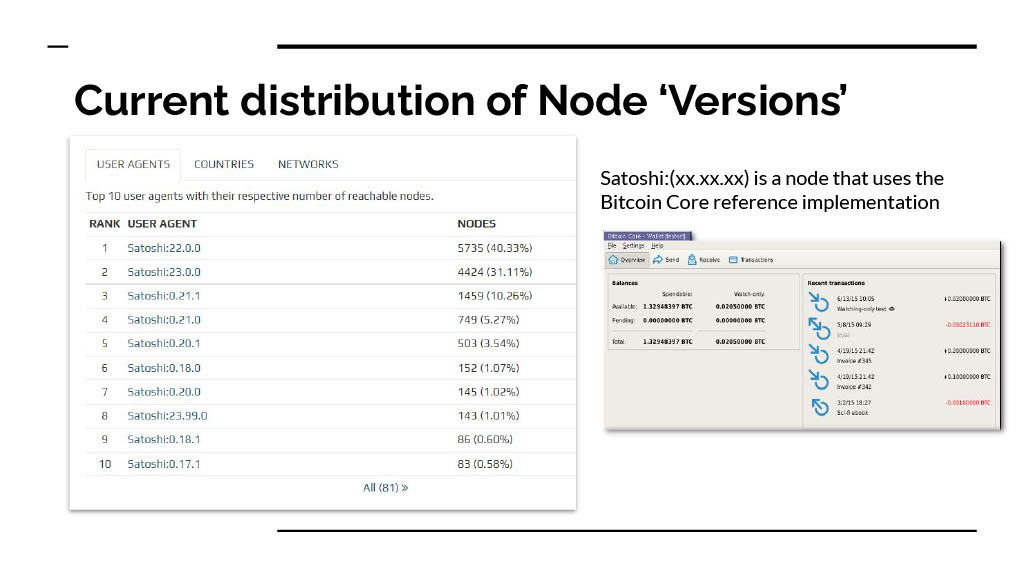 Current distribution of Node ‘Versions’
USER AGENTS COUNTRIES NETWORKS
Top 10 user agents with their respective number of reachable nodes.
RANK USER AGENT NODES
1 Satoshi:22.0.0 5735 (40.33%)
2 Satoshi:23.0.0 4424 (31.11%)
3 Satoshi:0.21.1 1459 (10.26%)
4 Satoshi:0.21.0 749 (5.27%)
5 Satoshi:0.20.1 503 (3.54%)
6 Satoshi:0.18.0 152 (1.07%)
7 Satoshi:0.20.0 145 (1.02%)
8 Satoshi:23.99.0 143 (1.01%)
9 Satoshi:0.18.1 86 (0.60%)
10 Satoshi:0.17.1 83 (0.58%)
All (81) »
Satoshi:(xx.xx.xx) is a node that uses the
Bitcoin Core reference implementation
Bitcoin Core - Wallet [testnet]
File Settings Help
Overview Send Receive Transactions
Balances
Spendable: Watch-only:
Available: 1.32948397 BTC 0.02050000 BTC
Pending: 0.00000000 BTC 0.00000000 BTC
Total: 1.32948397 BTC 0.02050000 BTC
Recent transactions
6/13/15 10:05 +0.02000000 BTC
Watching-only test
5/8/15 09:29 -0.00023110 BTC
4/19/15 21:42 +0.20000000 BTC
Invoice #345
4/19/15 21:42 +0.10000000 BTC
Invoice #342
3/2/15 18:27 -0.00100000 BTC
Sci-fi ebook